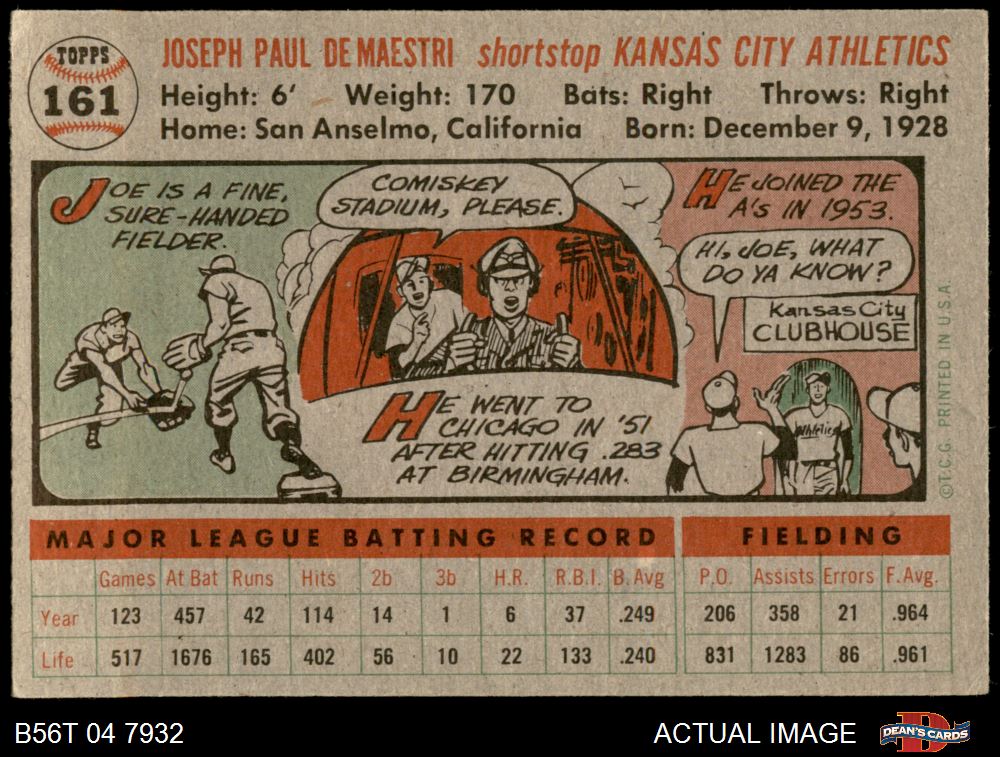 TOPPS
161
JOSEPH PAUL DE MAESTRI shortstop KANSAS CITY ATHLETICS
Height: 6' Weight: 170 Bats: Right Throws: Right
Home: San Anselmo, California Born: December 9, 1928
JOE IS A FINE,
SURE-HANDED
FIELDER.
COMISKEY
STADIUM, PLEASE.
HE WENT TO
CHICAGO IN '51
AFTER HITTING .283
AT BIRMINGHAM.
HE JOINED THE
A'S IN 1953.
HI, JOE, WHAT
DO YA KNOW?
Kansas City
CLUBHOUSE
Athletics
©T.C.G. PRINTED IN U.S.A.
MAJOR LEAGUE BATTING RECORD FIELDING
Games At Bat Runs Hits 2b 3b H.R. R.B.I. B. Avg P.O. Assists Errors F. Avg.
Year 123 457 42 114 14 1 6 37 .249 206 358 21 .964
Life 517 1676 165 402 56 10 22 133 .240 831 1283 86 .961
B56T 04 7932 ACTUAL IMAGE DEAN'S CARDS